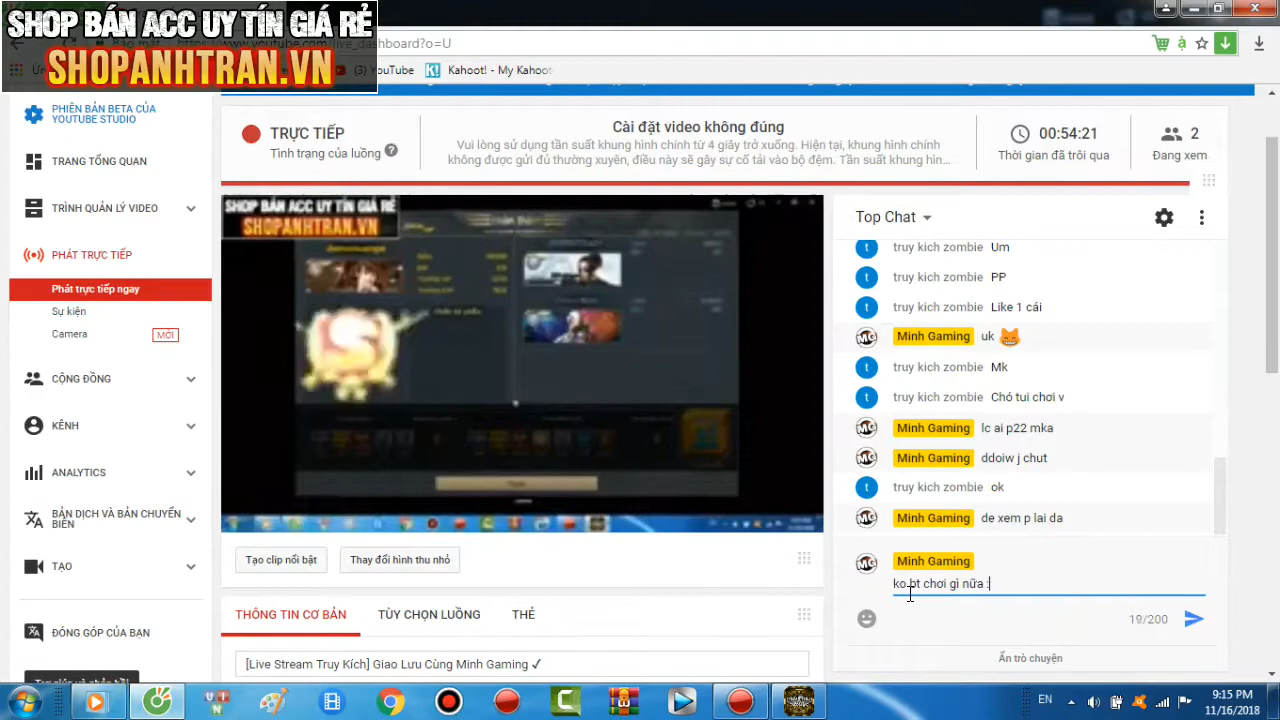 SHOP BÁN ACC UY TÍN GIÁ RẺ
SHOPANHTRAN.VN
live_dashboard?o=U
(3) YouTube
Kahoot! - My Kahoot
PHIÊN BẢN BETA CỦA
YOUTUBE STUDIO
TRANG TỔNG QUAN
TRÌNH QUẢN LÝ VIDEO
PHÁT TRỰC TIẾP
Phát trực tiếp ngay
Sự kiện
Camera
MỚI
CỘNG ĐỒNG
KÊNH
ANALYTICS
BẢN DỊCH VÀ BẢN CHUYỂN
BIẾN
TẠO
ĐÓNG GÓP CỦA BẠN
TRỰC TIẾP
Tình trạng của luồng
Cài đặt video không đúng
Vui lòng sử dụng tần suất khung hình chính từ 4 giây trở xuống. Hiện tại, khung hình chính
không được gửi đủ thường xuyên, điều này sẽ gây sự cố tải vào bộ đệm. Tần suất khung hìn...
00:54:21
Thời gian đã trôi qua
2
Đang xem
SHOP BÁN ACC UY TÍN GIÁ RẺ
SHOPANHTRAN.VN
Tạo clip nổi bật
Thay đổi hình thu nhỏ
THÔNG TIN CƠ BẢN
TÙY CHỌN LUỒNG
THẺ
[Live Stream Truy Kích] Giao Lưu Cùng Minh Gaming ✓
Top Chat
truy kich zombie Um
truy kich zombie PP
truy kich zombie Like 1 cái
Minh Gaming uk
truy kich zombie Mk
truy kich zombie Chó tui chơi v
Minh Gaming lc ai p22 mka
Minh Gaming ddoiw j chut
truy kich zombie ok
Minh Gaming de xem p lai da
Minh Gaming
ko bt chơi gì nữa :
19/200
Ẩn trò chuyện
EN
9:15 PM
11/16/2018